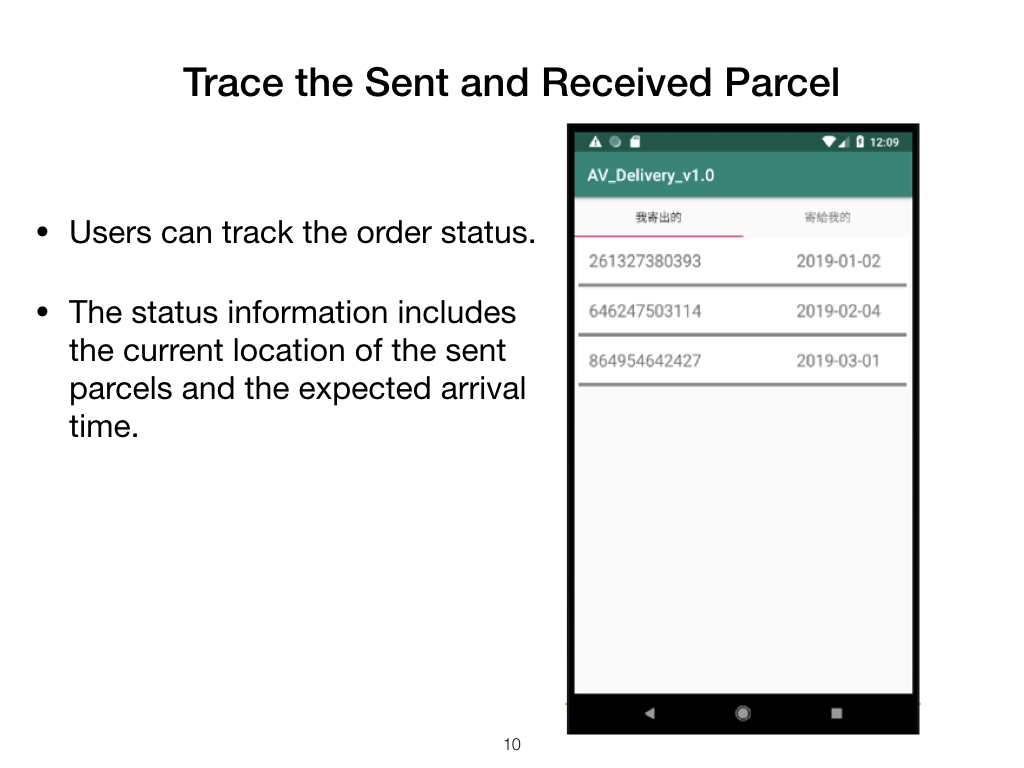 Trace the Sent and Received Parcel
• Users can track the order status.
• The status information includes
the current location of the sent
parcels and the expected arrival
time.
12:09
AV_Delivery_v1.0
我寄出的 寄給我的
261327380393 2019-01-02
646247503114 2019-02-04
864954642427 2019-03-01
10